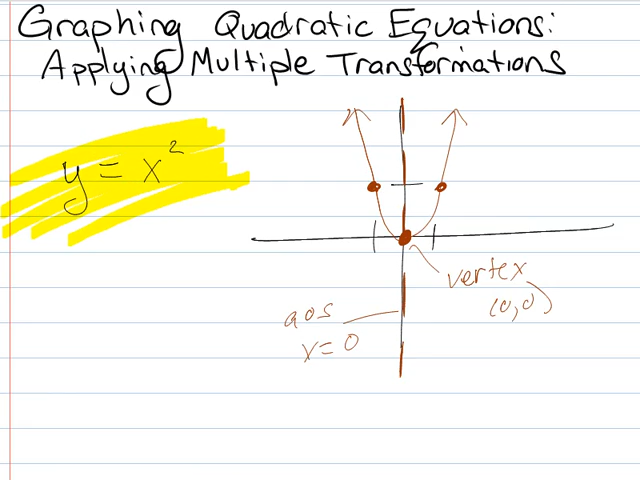 Graphing Quadratic Equations:
Applying Multiple Transformations
y = x²
vertex
(0,0)
aos
x = 0